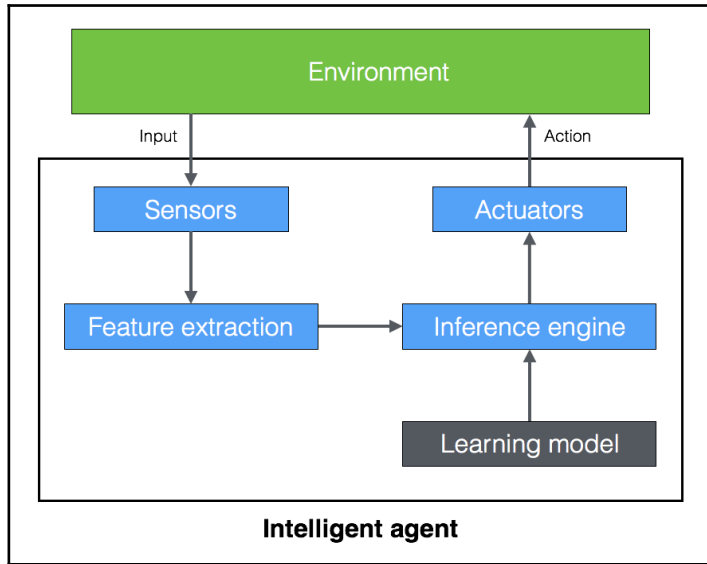 Environment
Input
Action
Sensors
Actuators
Feature extraction
Inference engine
Learning model
Intelligent agent